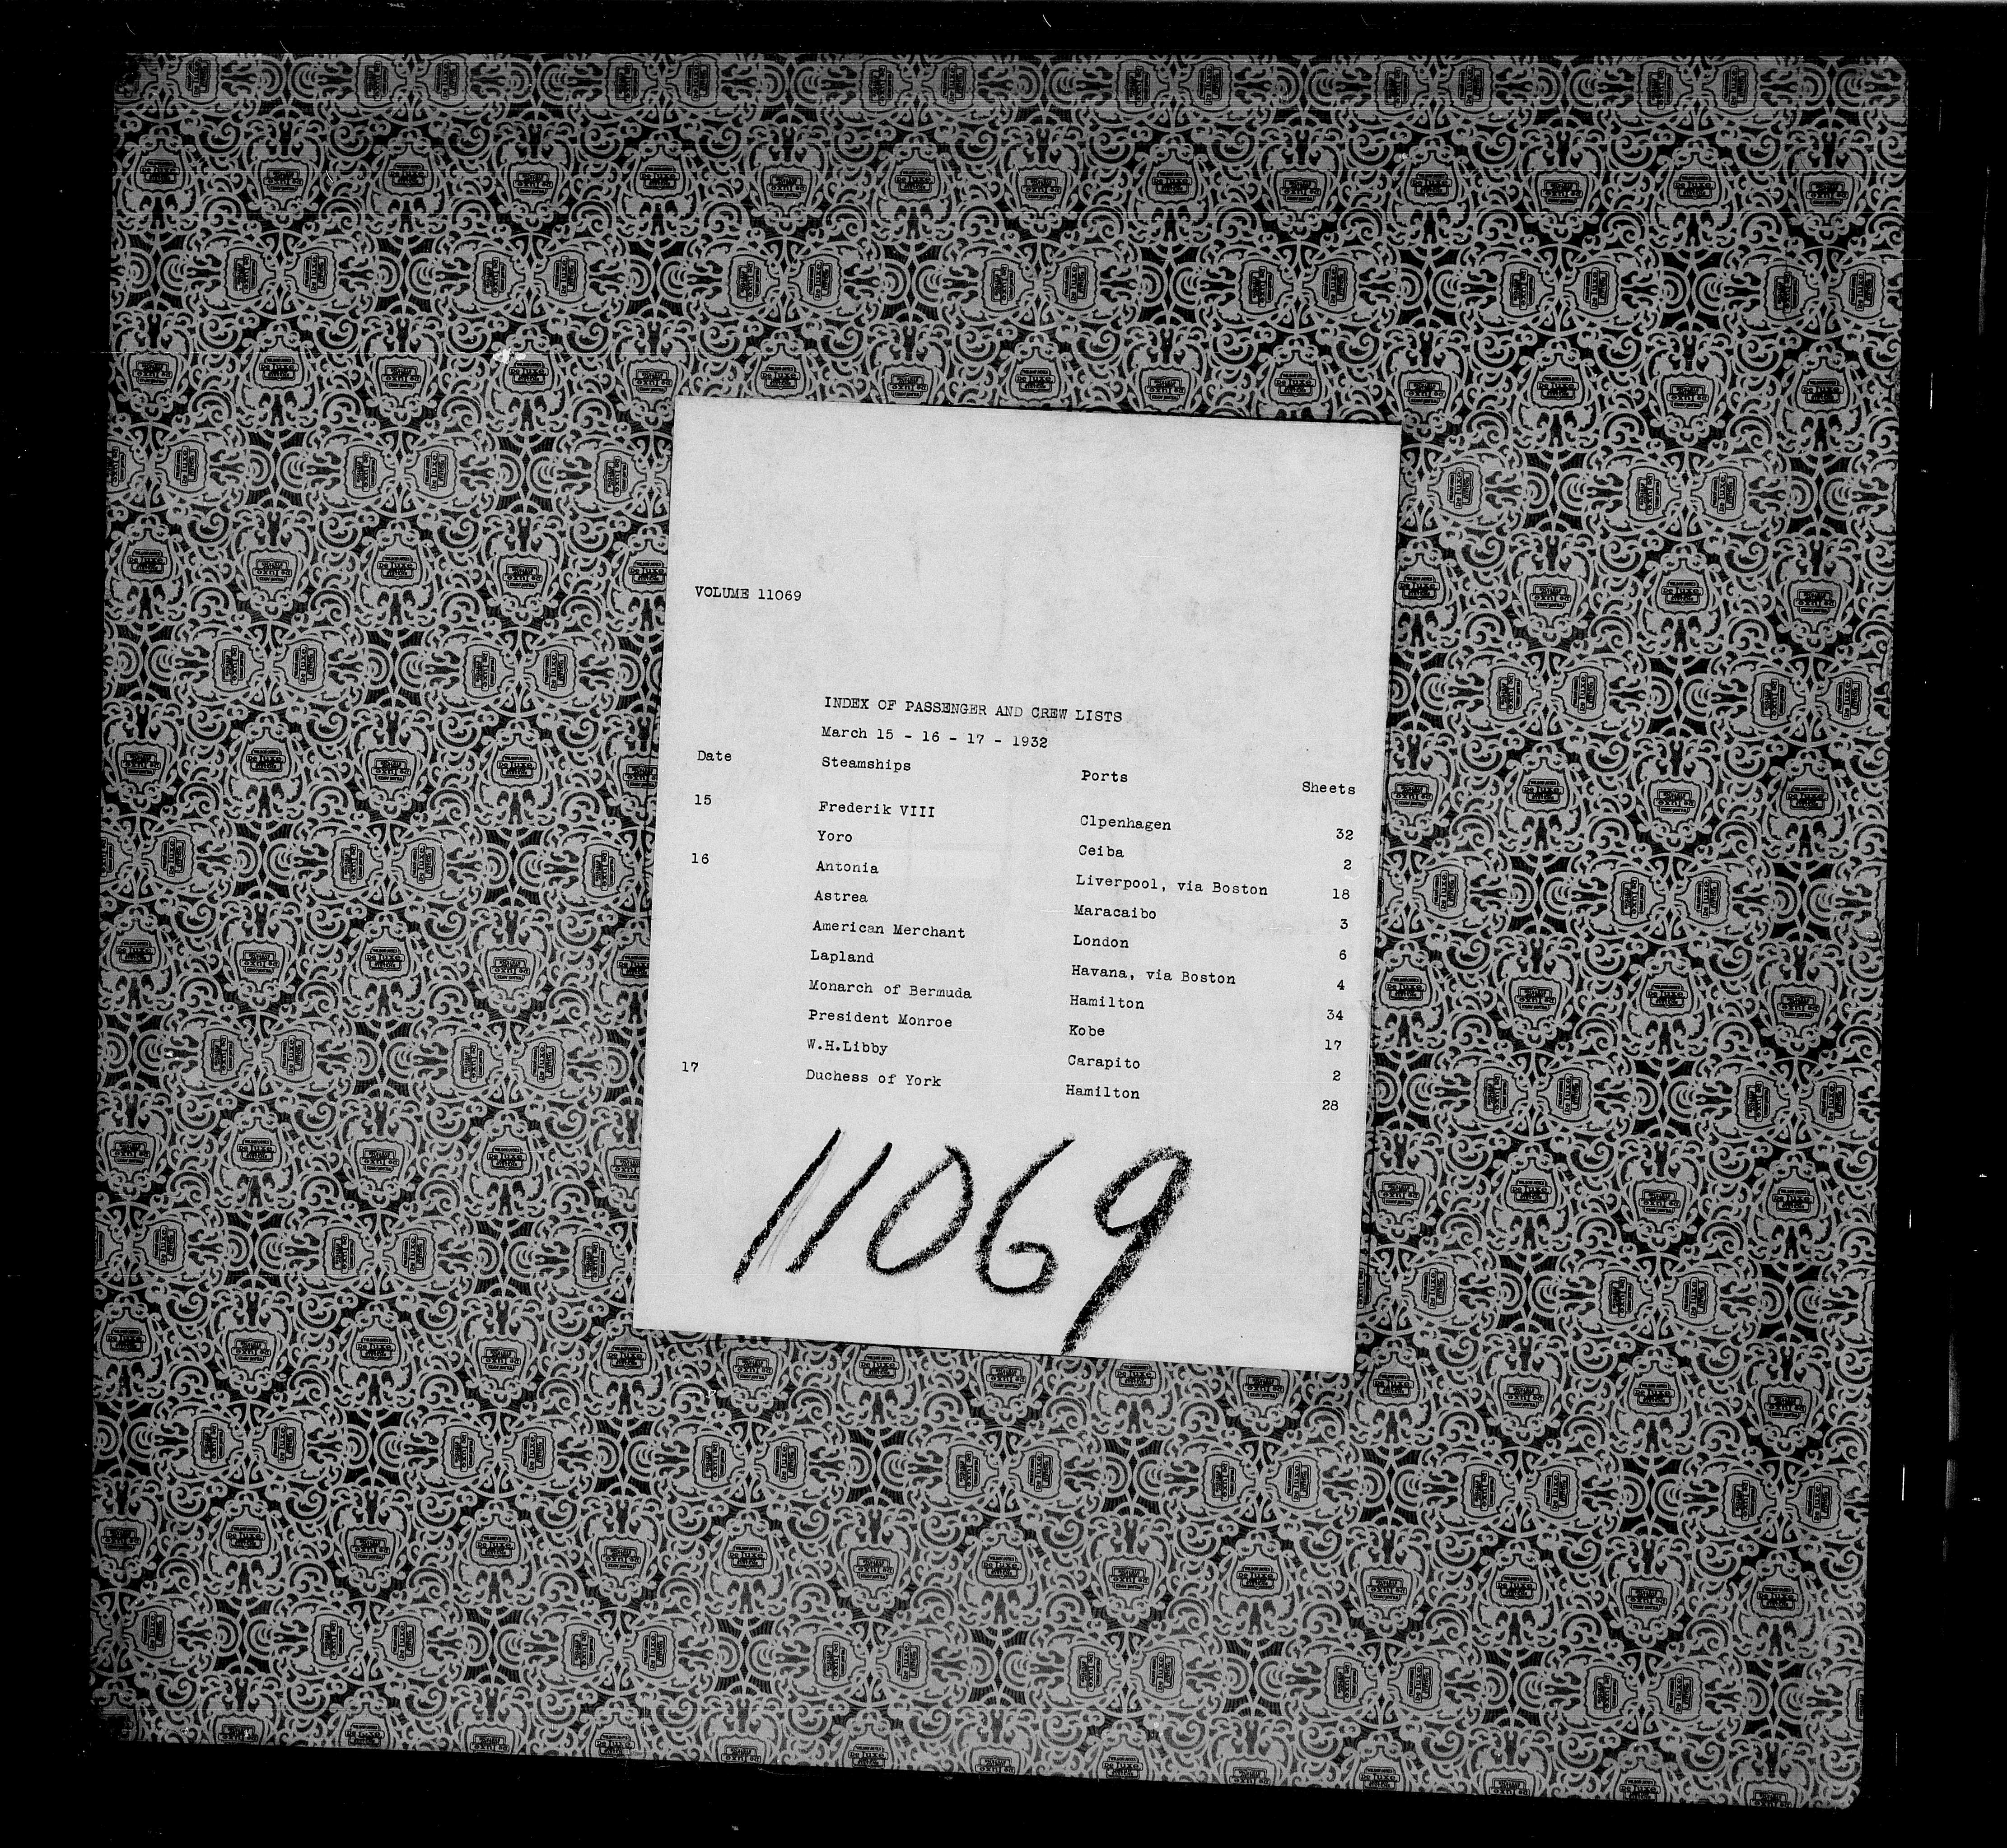 VOLUME 11069
INDEX OF PASSENGER AND CREW LISTS
March 15 - 16 - 17 - 1932
Date Steamships Ports Sheets
15 Frederik VIII Clpenhagen 32
Yoro Ceiba 2
16 Antonia Liverpool, via Boston 18
Astrea Maracaibo 3
American Merchant London 6
Lapland Havana, via Boston 4
Monarch of Bermuda Hamilton 34
President Monroe Kobe 17
W.H.Libby Carapito 2
17 Duchess of York Hamilton 28
11069